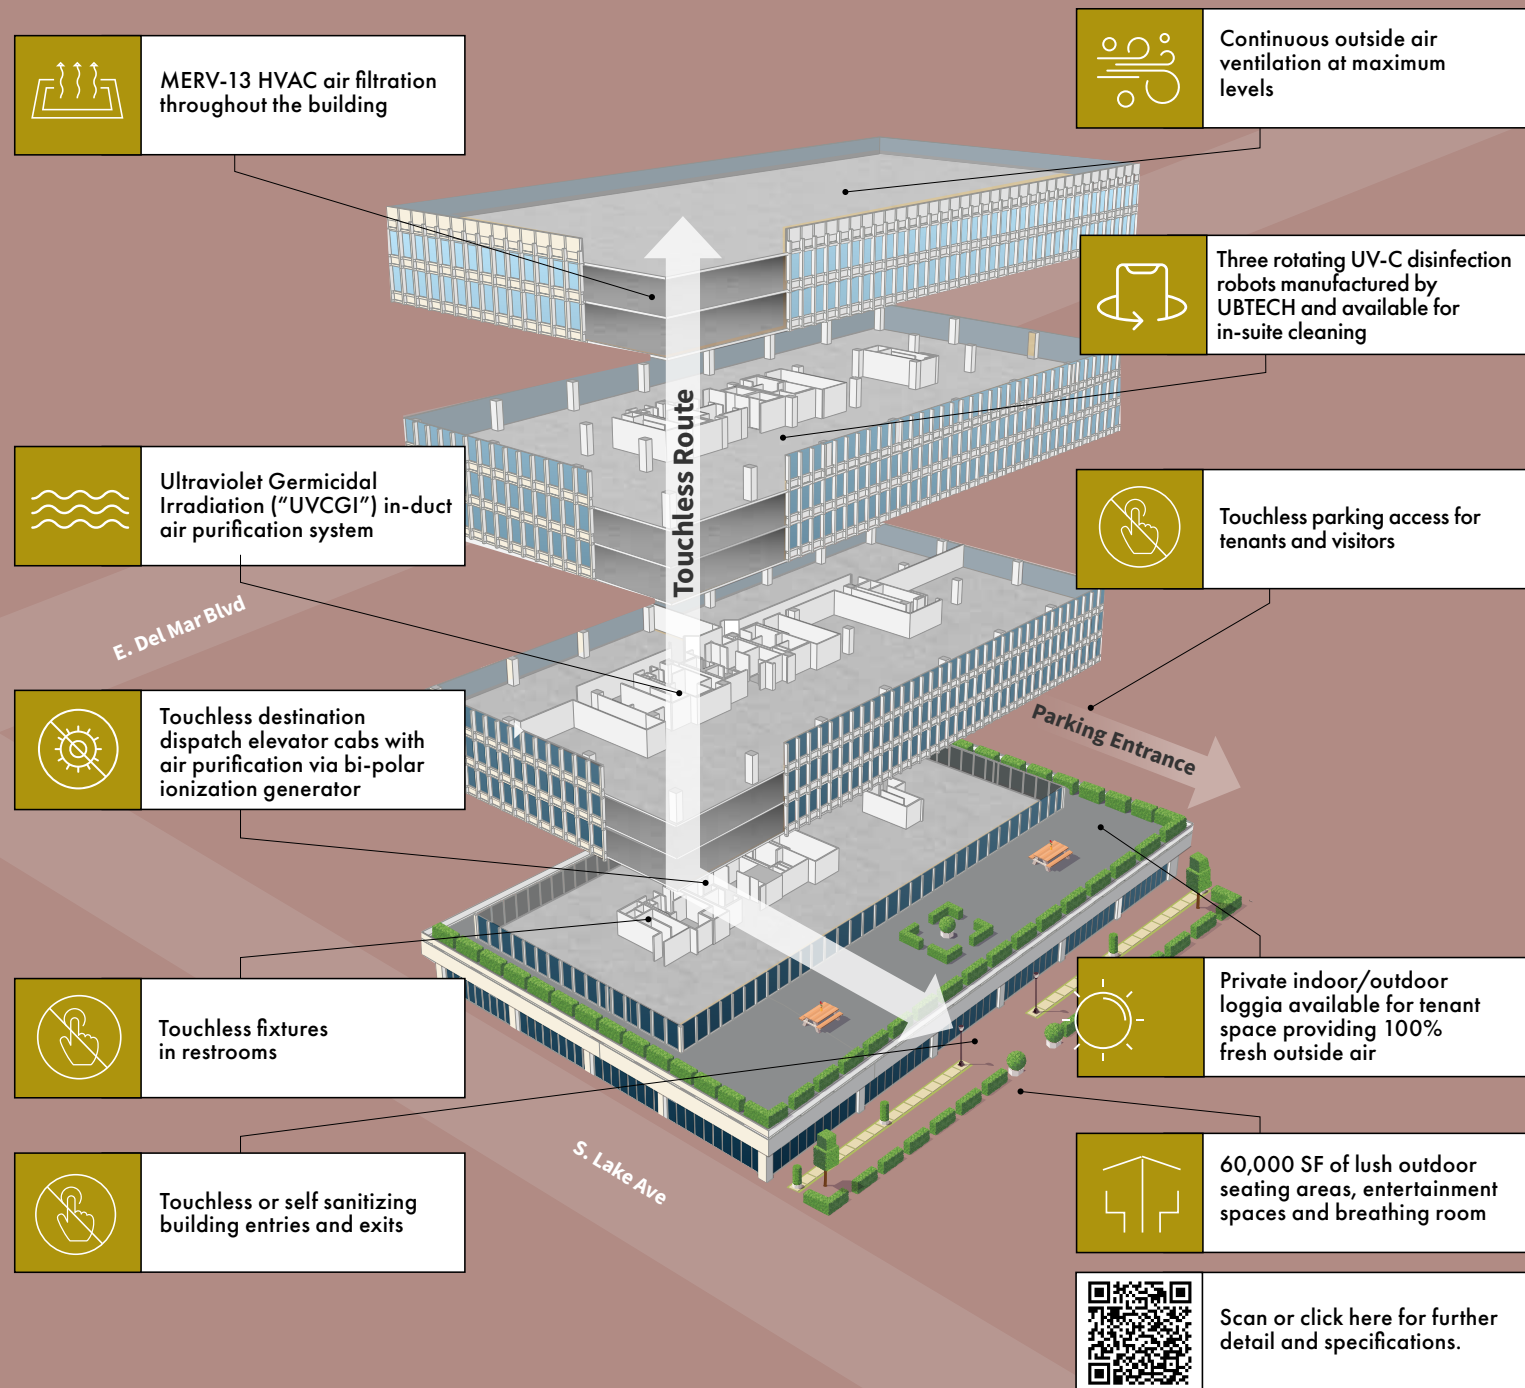 MERV-13 HVAC air filtration
throughout the building
Continuous outside air
ventilation at maximum
levels
Three rotating UV-C disinfection
robots manufactured by
UBTECH and available for
in-suite cleaning
Touchless Route
Ultraviolet Germicidal
Irradiation (“UVCGI”) in-duct
air purification system
Touchless parking access for
tenants and visitors
E. Del Mar Blvd
Touchless destination
dispatch elevator cabs with
air purification via bi-polar
ionization generator
Parking Entrance
Touchless fixtures
in restrooms
Private indoor/outdoor
loggia available for tenant
space providing 100%
fresh outside air
Touchless or self sanitizing
building entries and exits
S. Lake Ave
60,000 SF of lush outdoor
seating areas, entertainment
spaces and breathing room
Scan or click here for further
detail and specifications.